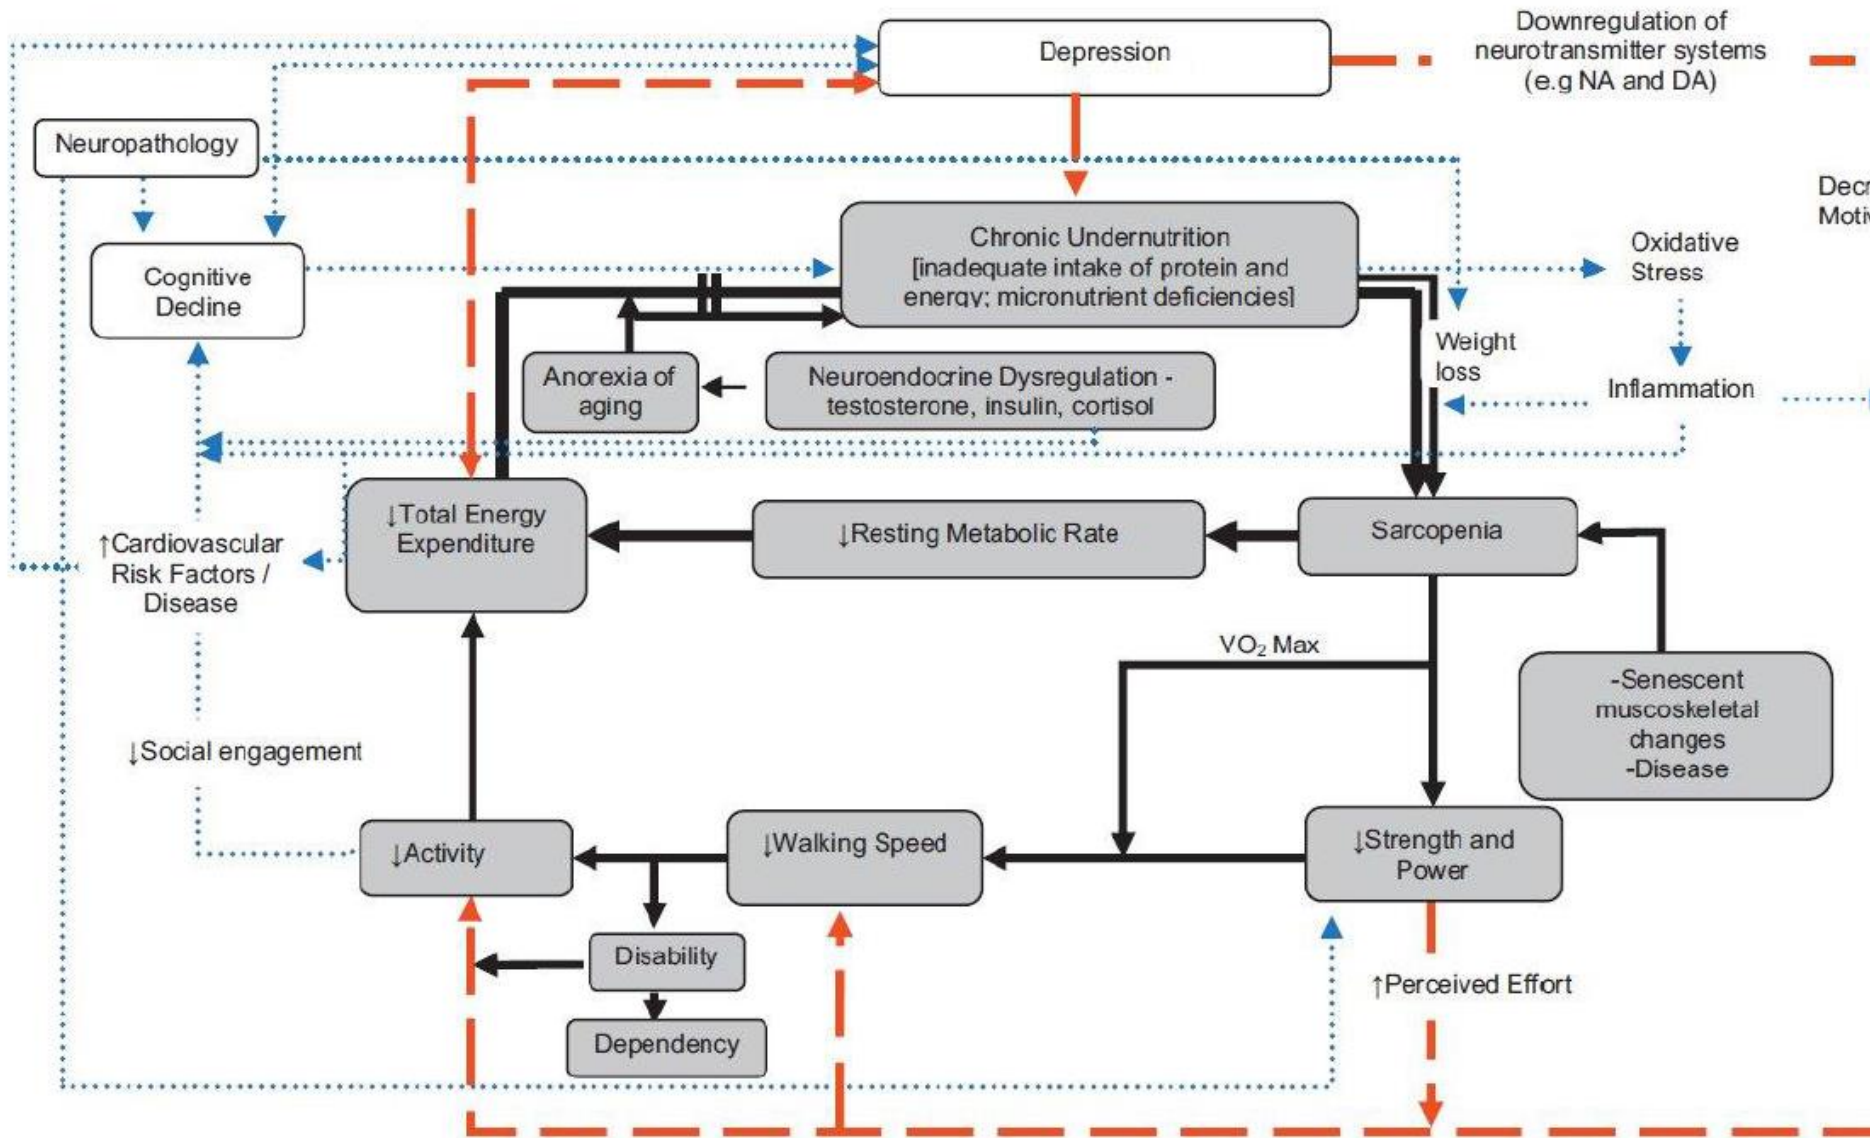 Depression
Downregulation of
neurotransmitter systems
(e.g NA and DA)
Neuropathology
Cognitive
Decline
Chronic Undernutrition
[inadequate intake of protein and
energy; micronutrient deficiencies]
Oxidative
Stress
Decr
Motiv
Weight
loss
Inflammation
Anorexia of
aging
Neuroendocrine Dysregulation -
testosterone, insulin, cortisol
↓Total Energy
Expenditure
↓Resting Metabolic Rate
Sarcopenia
↑Cardiovascular
Risk Factors /
Disease
VO₂ Max
-Senescent
muscoskeletal
changes
-Disease
↓Social engagement
↓Activity
↓Walking Speed
↓Strength and
Power
Disability
↑Perceived Effort
Dependency